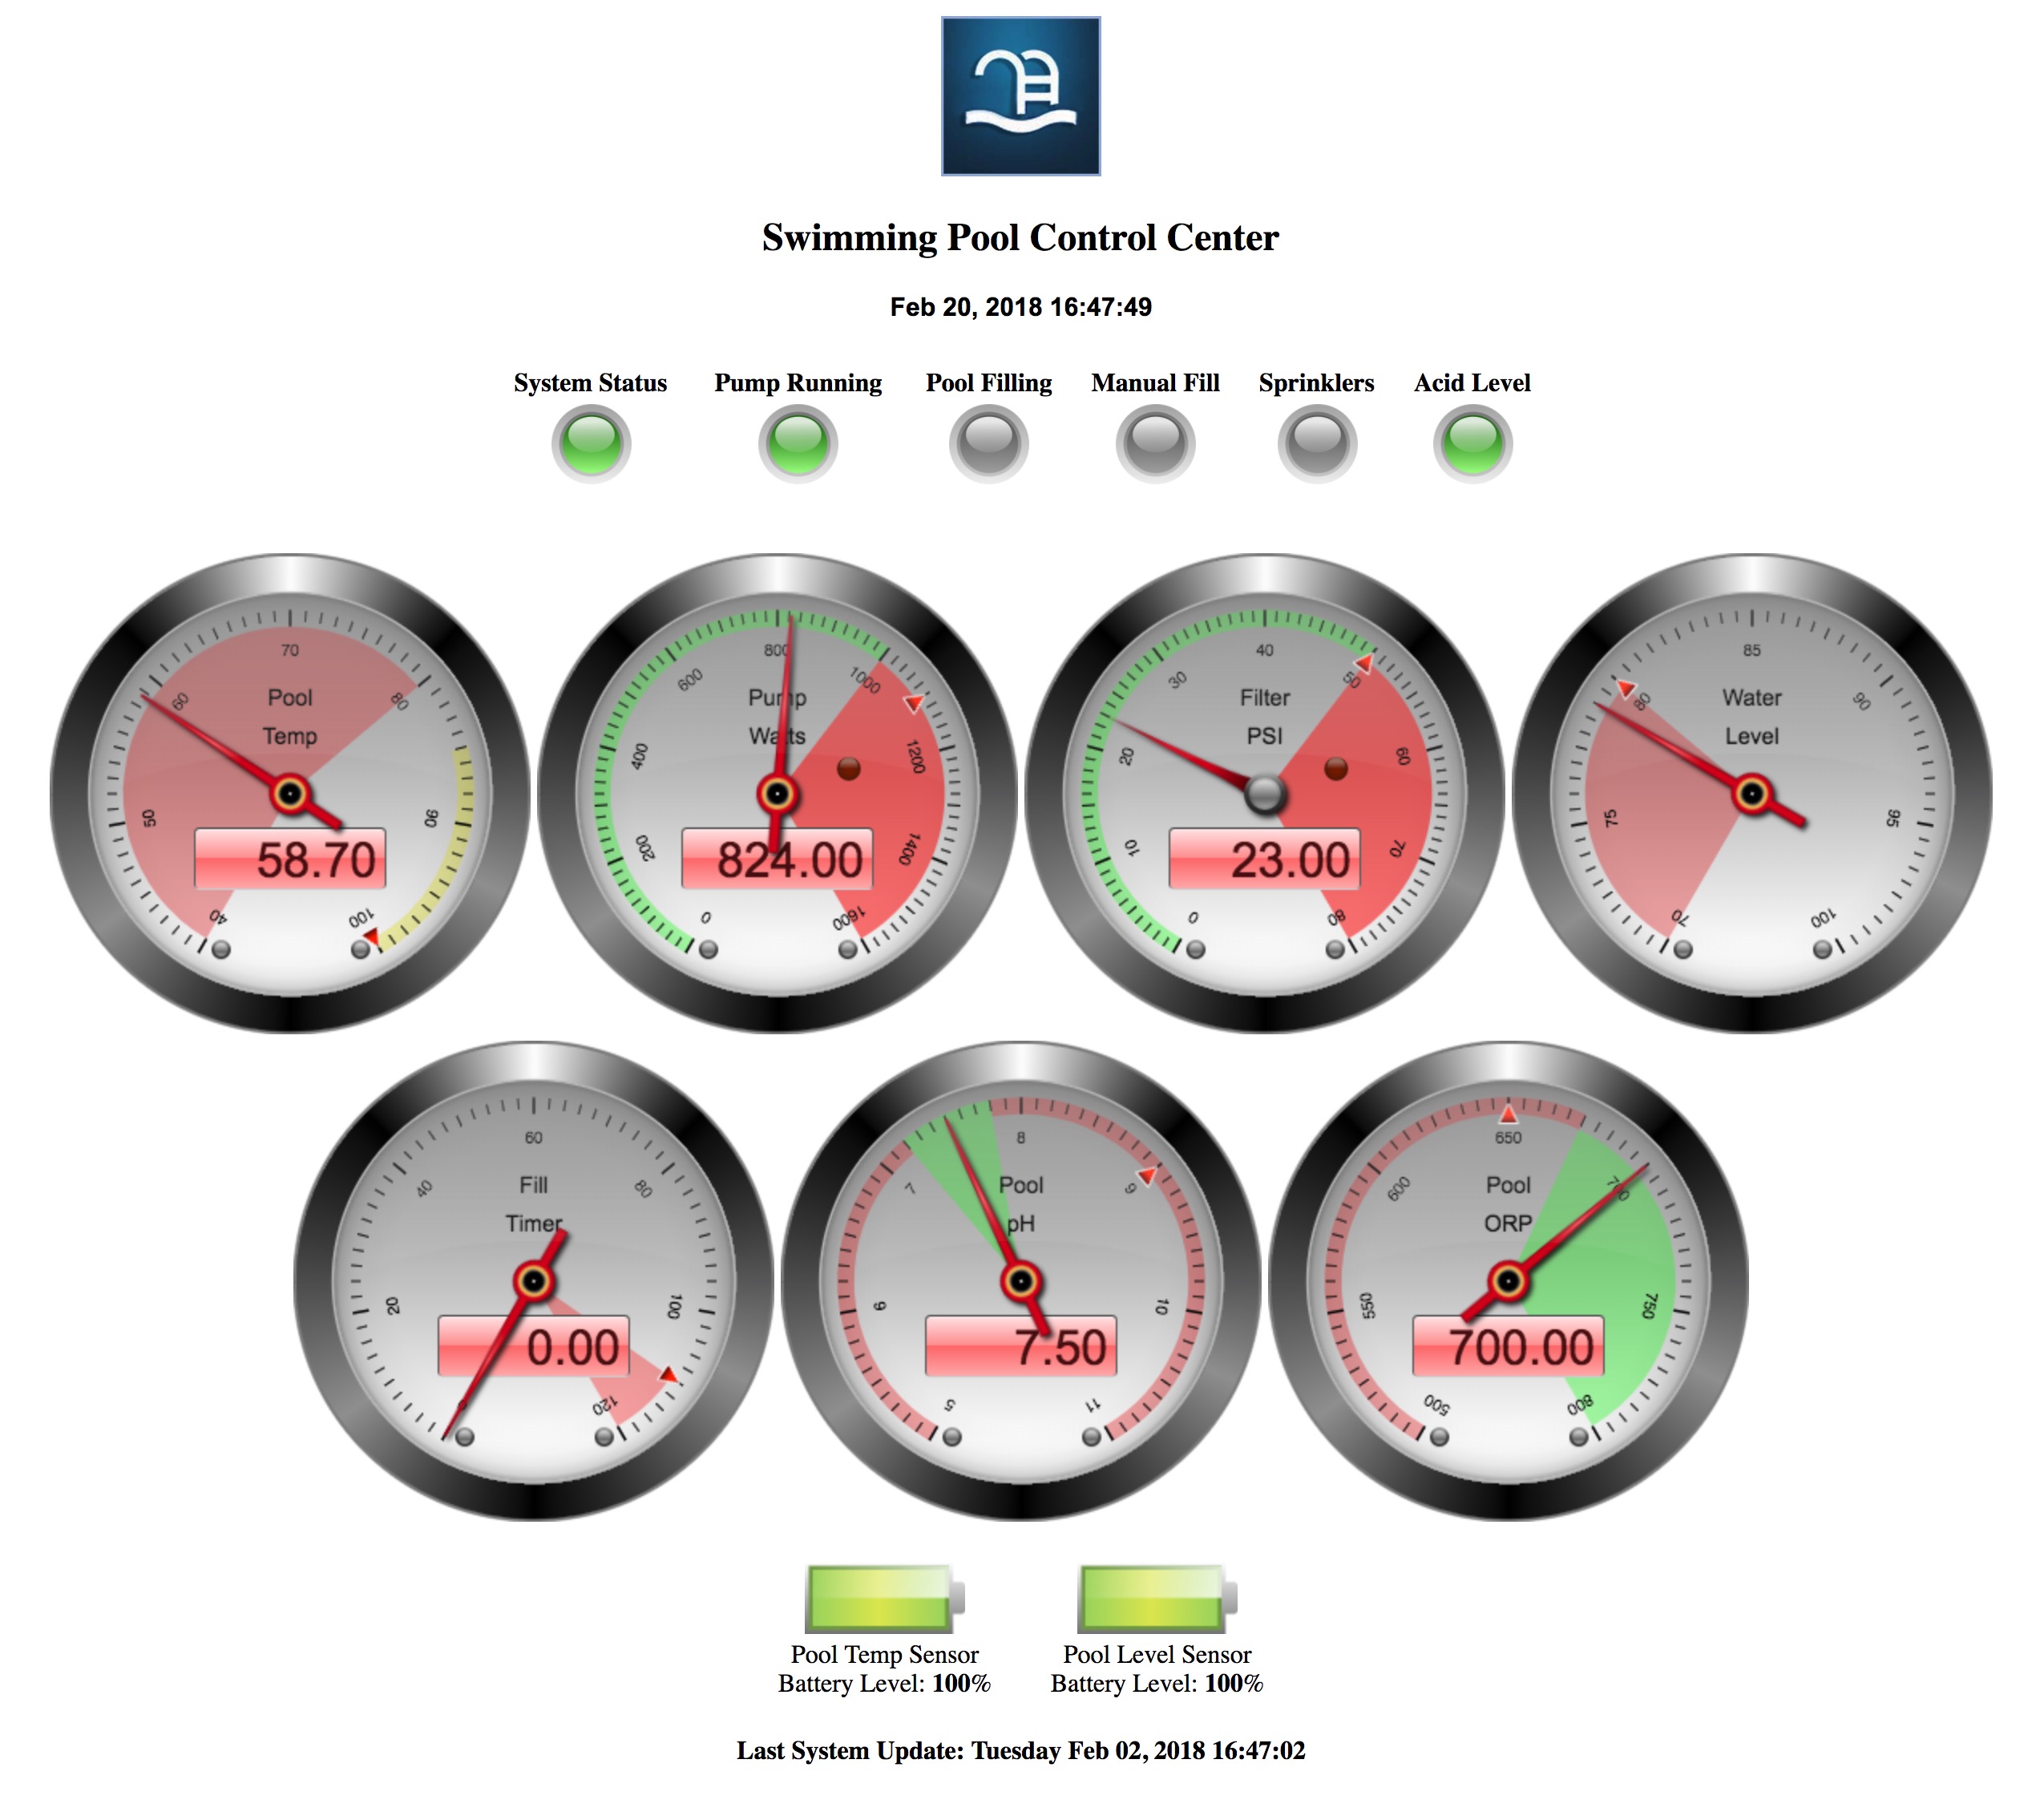 Swimming Pool Control Center
Feb 20, 2018 16:47:49
System Status Pump Running Pool Filling Manual Fill Sprinklers Acid Level
40 50 60 70 80 90 100
Pool
Temp
58.70
0 200 400 600 800 1000 1200 1400 1600
Pump
Watts
824.00
0 10 20 30 40 50 60 70 80
Filter
PSI
23.00
70 75 80 85 90 95 100
Water
Level
0 20 40 60 80 100 120
Fill
Timer
0.00
5 6 7 8 9 10 11
Pool
pH
7.50
500 550 600 650 700 750 800
Pool
ORP
700.00
Pool Temp Sensor
Battery Level: 100%
Pool Level Sensor
Battery Level: 100%
Last System Update: Tuesday Feb 02, 2018 16:47:02